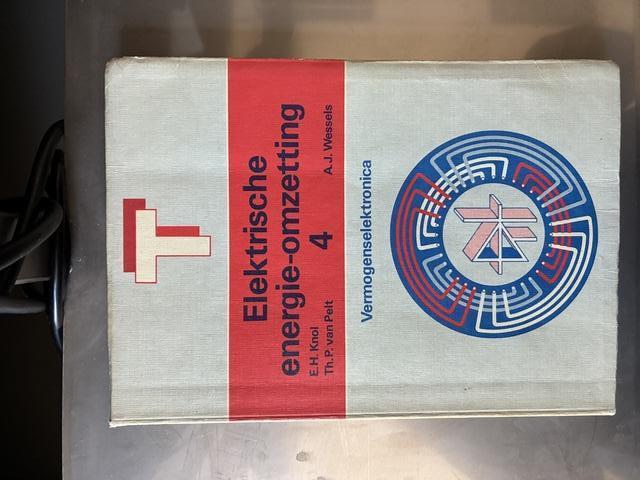 T
Elektrische
energie-omzetting
4
E.H. Knol
Th.P. van Pelt
A.J. Wessels
Vermogenselektronica